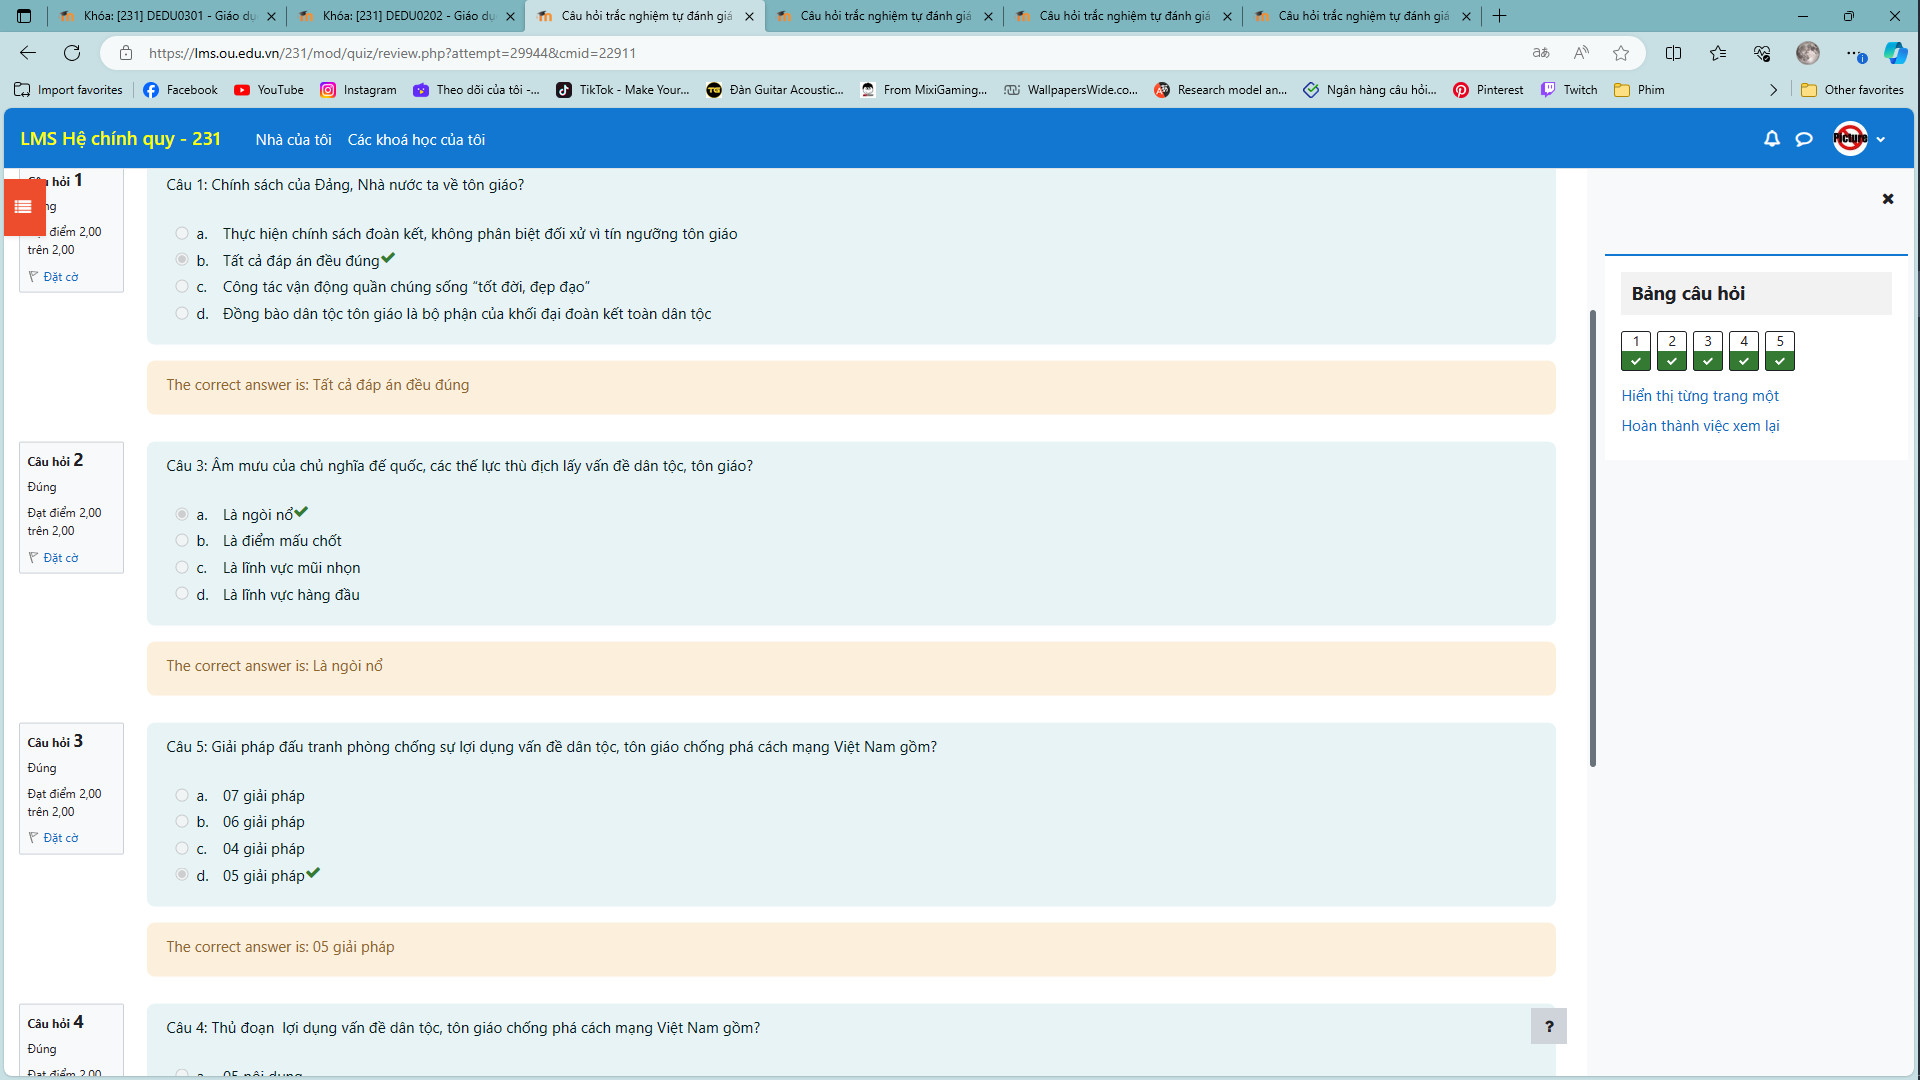 Khóa: [231] DEDU0301 - Giáo dụ
Khóa: [231] DEDU0202 - Giáo dụ
Câu hỏi trắc nghiệm tự đánh giá
Câu hỏi trắc nghiệm tự đánh giá
Câu hỏi trắc nghiệm tự đánh giá
Câu hỏi trắc nghiệm tự đánh giá
https://lms.ou.edu.vn/231/mod/quiz/review.php?attempt=29944&cmid=22911
Import favorites
Facebook
YouTube
Instagram
Theo dõi của tôi -...
TikTok - Make Your...
Đàn Guitar Acoustic...
From MixiGaming...
WallpapersWide.co...
Research model an...
Ngân hàng câu hỏi...
Pinterest
Twitch
Phim
Other favorites
LMS Hệ chính quy - 231
Nhà của tôi
Các khoá học của tôi
Picture
hỏi 1
ng
điểm 2,00
trên 2,00
Đặt cờ
Câu 1: Chính sách của Đảng, Nhà nước ta về tôn giáo?
a. Thực hiện chính sách đoàn kết, không phân biệt đối xử vì tín ngưỡng tôn giáo
b. Tất cả đáp án đều đúng
c. Công tác vận động quần chúng sống “tốt đời, đẹp đạo”
d. Đồng bào dân tộc tôn giáo là bộ phận của khối đại đoàn kết toàn dân tộc
The correct answer is: Tất cả đáp án đều đúng
Câu hỏi 2
Đúng
Đạt điểm 2,00
trên 2,00
Đặt cờ
Câu 3: Âm mưu của chủ nghĩa đế quốc, các thế lực thù địch lấy vấn đề dân tộc, tôn giáo?
a. Là ngòi nổ
b. Là điểm mấu chốt
c. Là lĩnh vực mũi nhọn
d. Là lĩnh vực hàng đầu
The correct answer is: Là ngòi nổ
Câu hỏi 3
Đúng
Đạt điểm 2,00
trên 2,00
Đặt cờ
Câu 5: Giải pháp đấu tranh phòng chống sự lợi dụng vấn đề dân tộc, tôn giáo chống phá cách mạng Việt Nam gồm?
a. 07 giải pháp
b. 06 giải pháp
c. 04 giải pháp
d. 05 giải pháp
The correct answer is: 05 giải pháp
Câu hỏi 4
Đúng
Đạt điểm 2,00
Câu 4: Thủ đoạn lợi dụng vấn đề dân tộc, tôn giáo chống phá cách mạng Việt Nam gồm?
a. 05 nội dung
?
Bảng câu hỏi
1 2 3 4 5
Hiển thị từng trang một
Hoàn thành việc xem lại